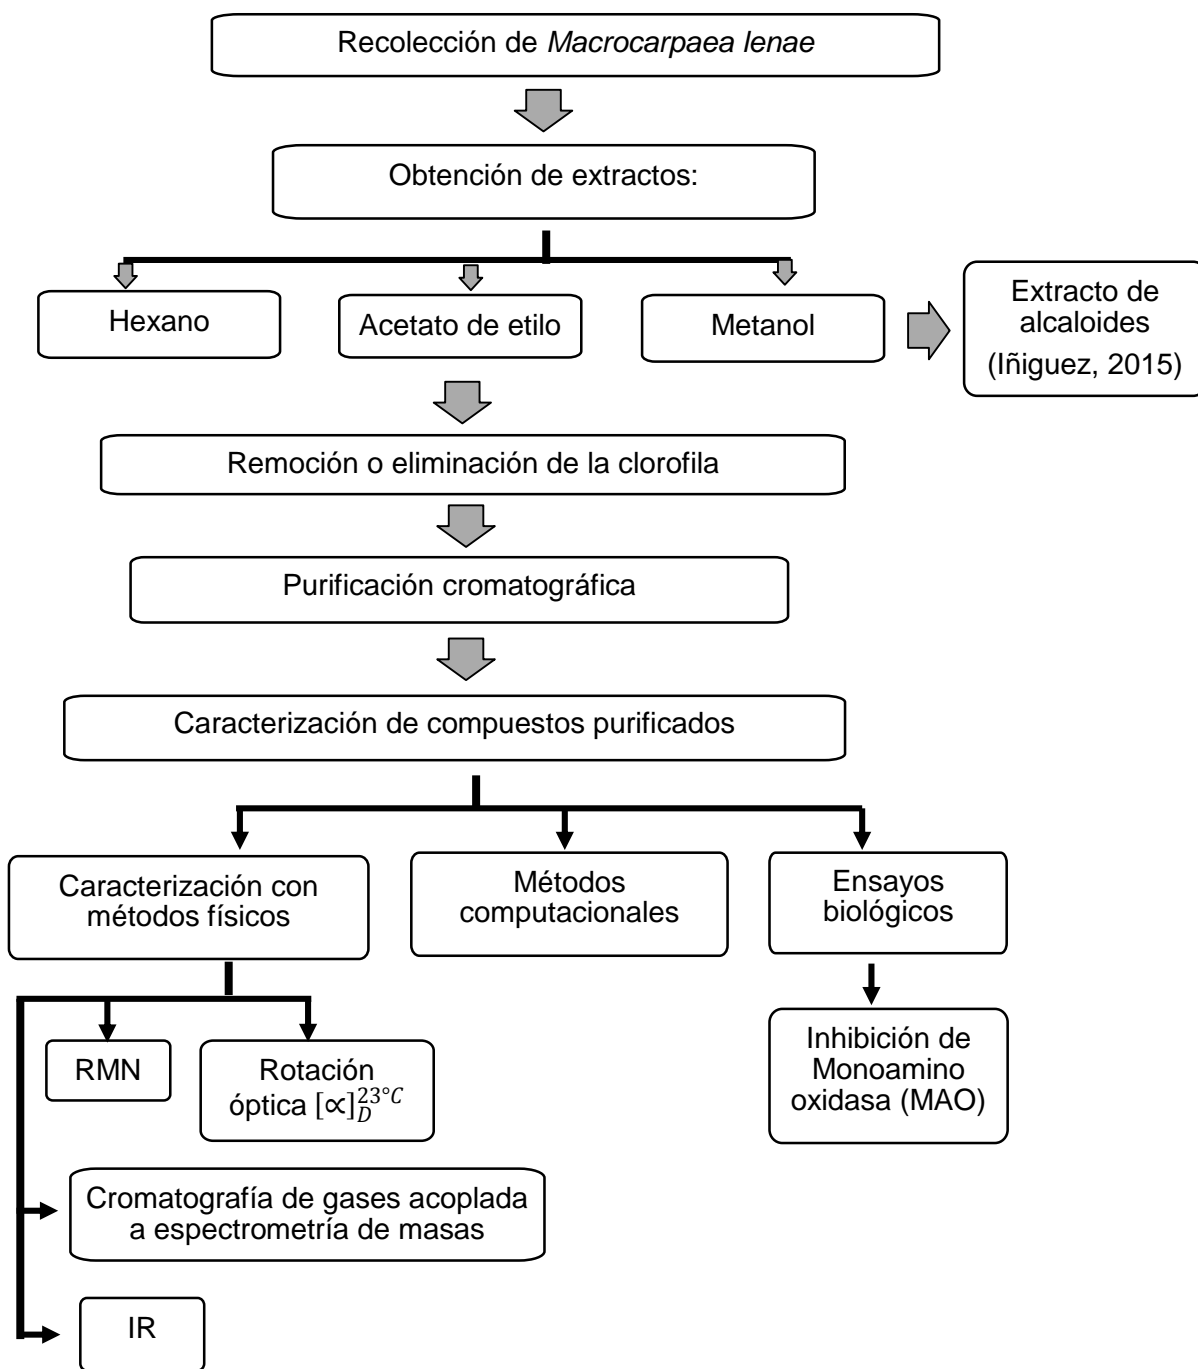 Recolección de Macrocarpaea lenae
Obtención de extractos:
Hexano
Acetato de etilo
Metanol
Extracto de
alcaloides
(Iñiguez, 2015)
Remoción o eliminación de la clorofila
Purificación cromatográfica
Caracterización de compuestos purificados
Caracterización con
métodos físicos
Métodos
computacionales
Ensayos
biológicos
RMN
Rotación
óptica [∝]_D^{23°C}
Inhibición de
Monoamino
oxidasa (MAO)
Cromatografía de gases acoplada
a espectrometría de masas
IR